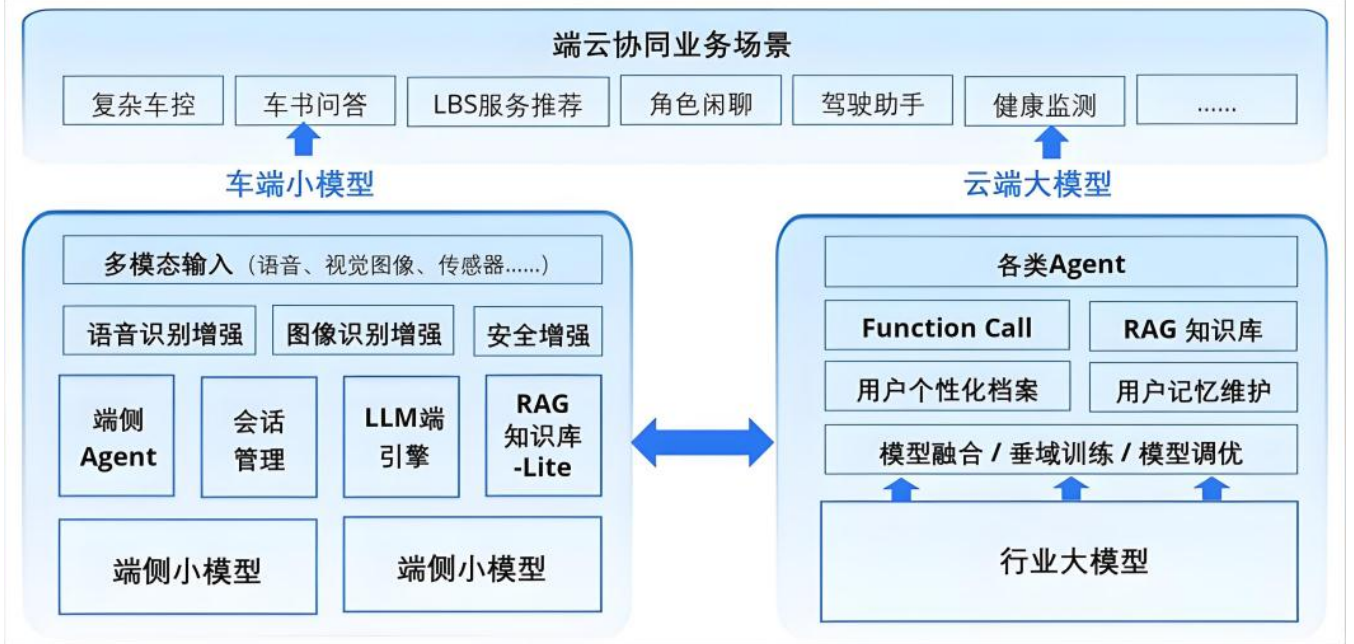 端云协同业务场景
复杂车控
车书问答
LBS服务推荐
角色闲聊
驾驶助手
健康监测
......
车端小模型
云端大模型
多模态输入（语音、视觉图像、传感器......）
语音识别增强
图像识别增强
安全增强
端侧
Agent
会话
管理
LLM端
引擎
RAG
知识库
-Lite
端侧小模型
端侧小模型
各类Agent
Function Call
RAG 知识库
用户个性化档案
用户记忆维护
模型融合 / 垂域训练 / 模型调优
行业大模型